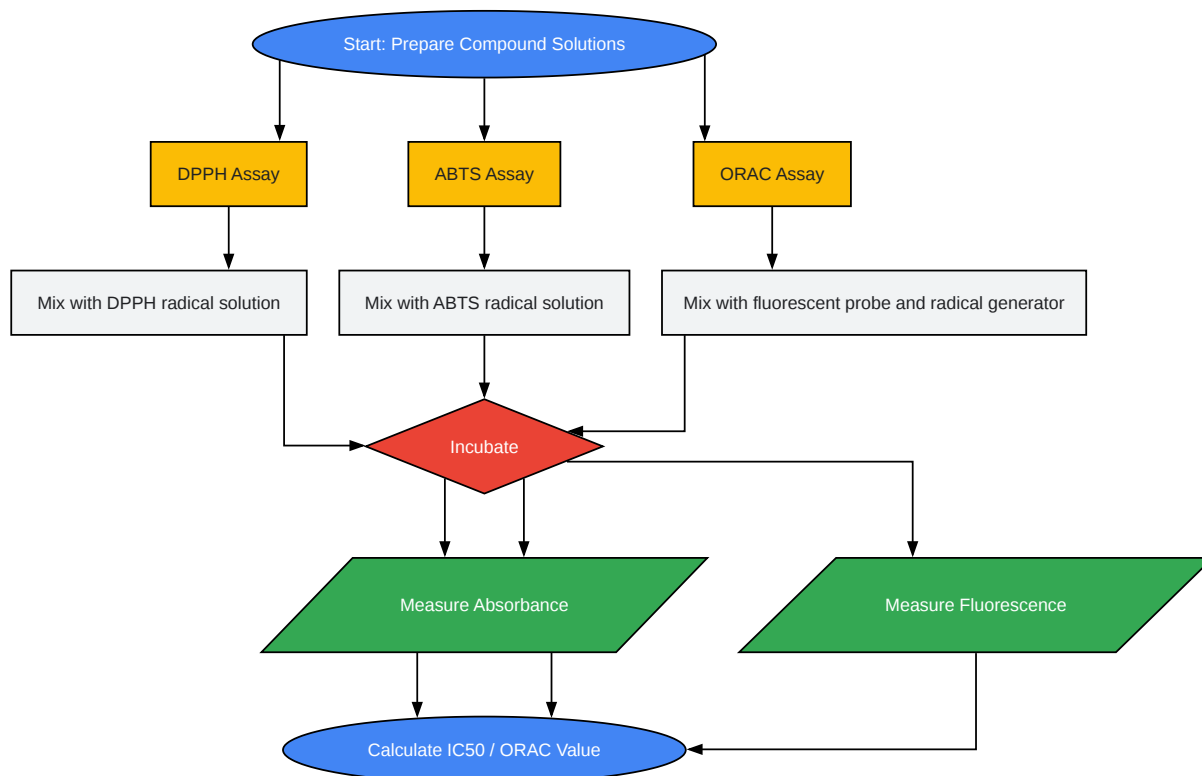 Start: Prepare Compound Solutions
DPPH Assay
ABTS Assay
ORAC Assay
Mix with DPPH radical solution
Mix with ABTS radical solution
Mix with fluorescent probe and radical generator
Incubate
Measure Absorbance
Measure Fluorescence
Calculate IC50 / ORAC Value